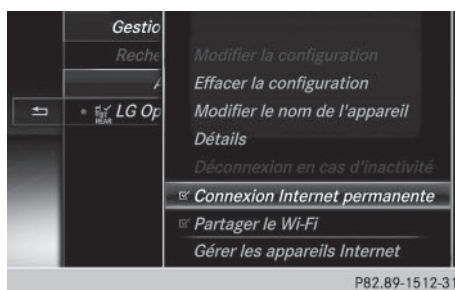 Gestio
Reche
Modifier la configuration
A
Effacer la configuration
LG Op
Modifier le nom de l'appareil
Détails
Déconnexion en cas d'inactivité
Connexion Internet permanente
Partager le Wi-Fi
Gérer les appareils Internet
P82.89-1512-31